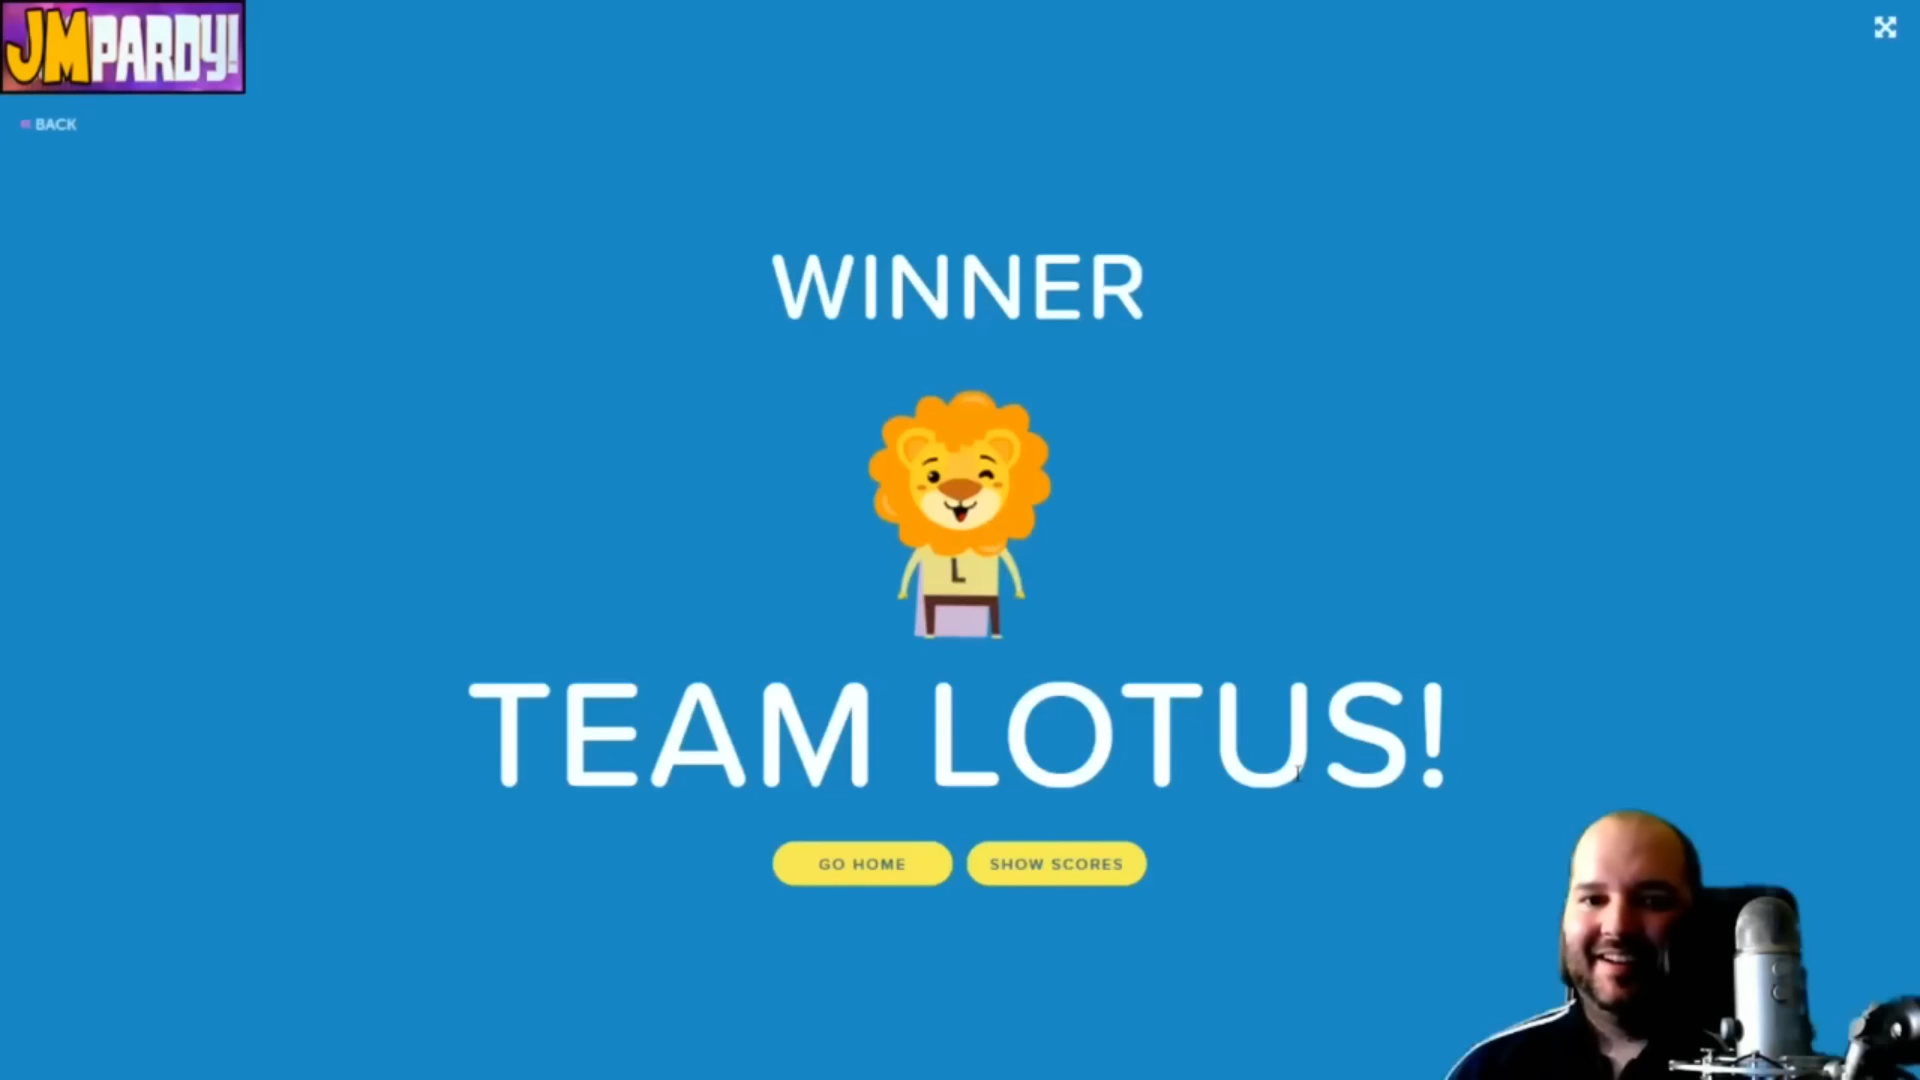 JMPARDY!
BACK
WINNER
L
TEAM LOTUS!
GO HOME
SHOW SCORES